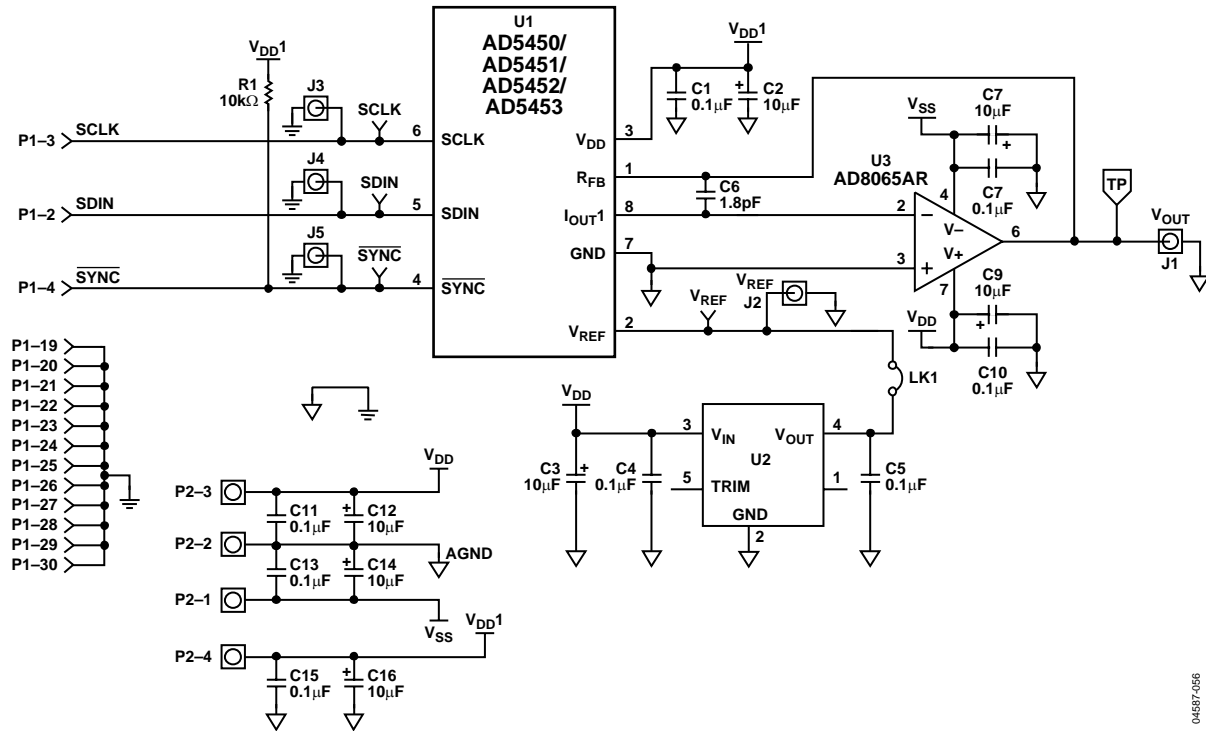 U1
AD5450/
AD5451/
AD5452/
AD5453
VDD1
R1
10kΩ
J3
SCLK
P1–3
SCLK
6
SCLK
J4
SDIN
P1–2
SDIN
5
SDIN
J5
SYNC
P1–4
SYNC
4
SYNC
VDD
3
RFB
1
IOUT1
8
GND
7
VREF
2
VDD1
C1
0.1µF
+
C2
10µF
C6
1.8pF
VSS
C7
10µF
+
C7
0.1µF
U3
AD8065AR
4
2
–
V–
6
V+
3
+
7
TP
VOUT
J1
C9
10µF
VDD
+
C10
0.1µF
VREF
VREF
J2
LK1
VDD
3
VIN
VOUT
4
U2
C3
10µF
+
C4
0.1µF
5
TRIM
1
C5
0.1µF
GND
2
P1–19
P1–20
P1–21
P1–22
P1–23
P1–24
P1–25
P1–26
P1–27
P1–28
P1–29
P1–30
VDD
P2–3
C11
0.1µF
+
C12
10µF
P2–2
AGND
C13
0.1µF
+
C14
10µF
P2–1
VSS
VDD1
P2–4
C15
0.1µF
+
C16
10µF
04587-056